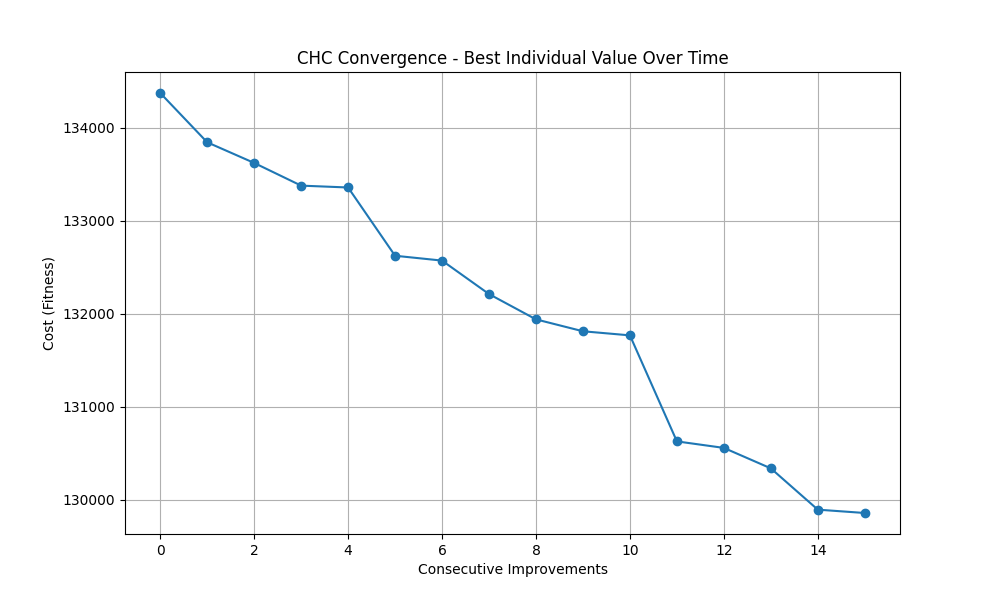 CHC Convergence - Best Individual Value Over Time
134000
133000
132000
131000
130000
Cost (Fitness)
0 2 4 6 8 10 12 14
Consecutive Improvements